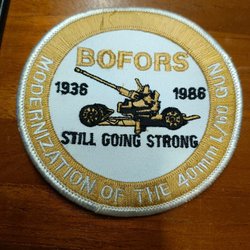 BOFORS
1936 1986
STILL GOING STRONG
MODERNIZATION OF THE 40mm L/60 GUN